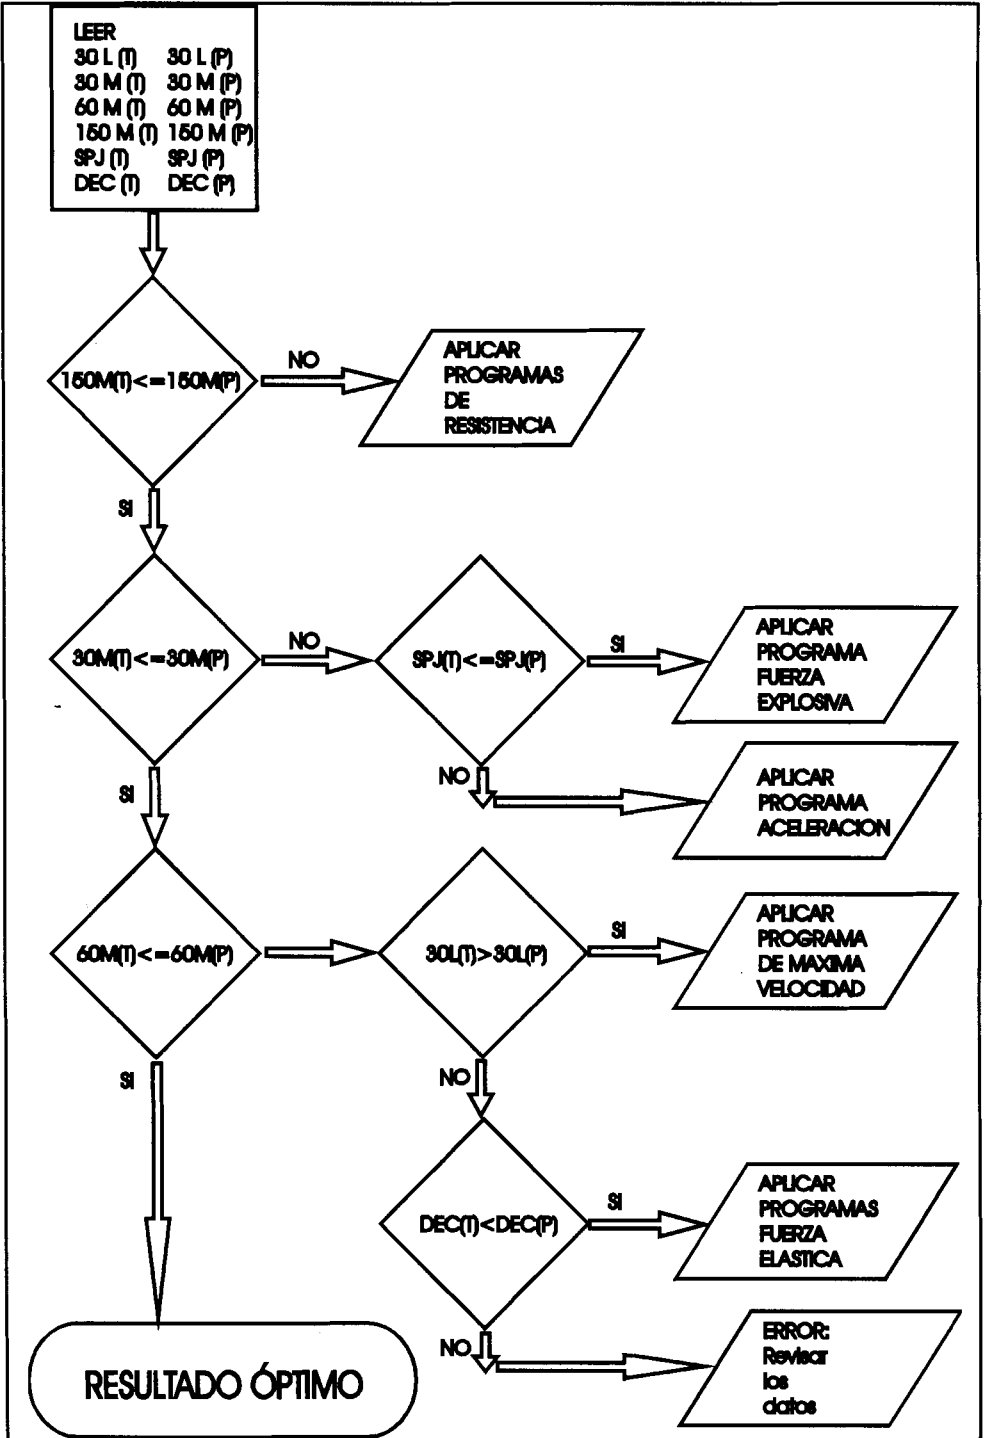 LEER
30 L (T) 30 L (P)
30 M (T) 30 M (P)
60 M (T) 60 M (P)
150 M (T) 150 M (P)
SPJ (T) SPJ (P)
DEC (T) DEC (P)
150M(T)<=150M(P)
NO
APLICAR
PROGRAMAS
DE
RESISTENCIA
SI
30M(T)<=30M(P)
NO
SPJ(T)<=SPJ(P)
SI
APLICAR
PROGRAMA
FUERZA
EXPLOSIVA
NO
APLICAR
PROGRAMA
ACELERACION
SI
60M(T)<=60M(P)
30L(T)>30L(P)
SI
APLICAR
PROGRAMA
DE MAXIMA
VELOCIDAD
SI
NO
DEC(T)<DEC(P)
SI
APLICAR
PROGRAMAS
FUERZA
ELASTICA
NO
ERROR:
Revisar
los
datos
RESULTADO ÓPTIMO